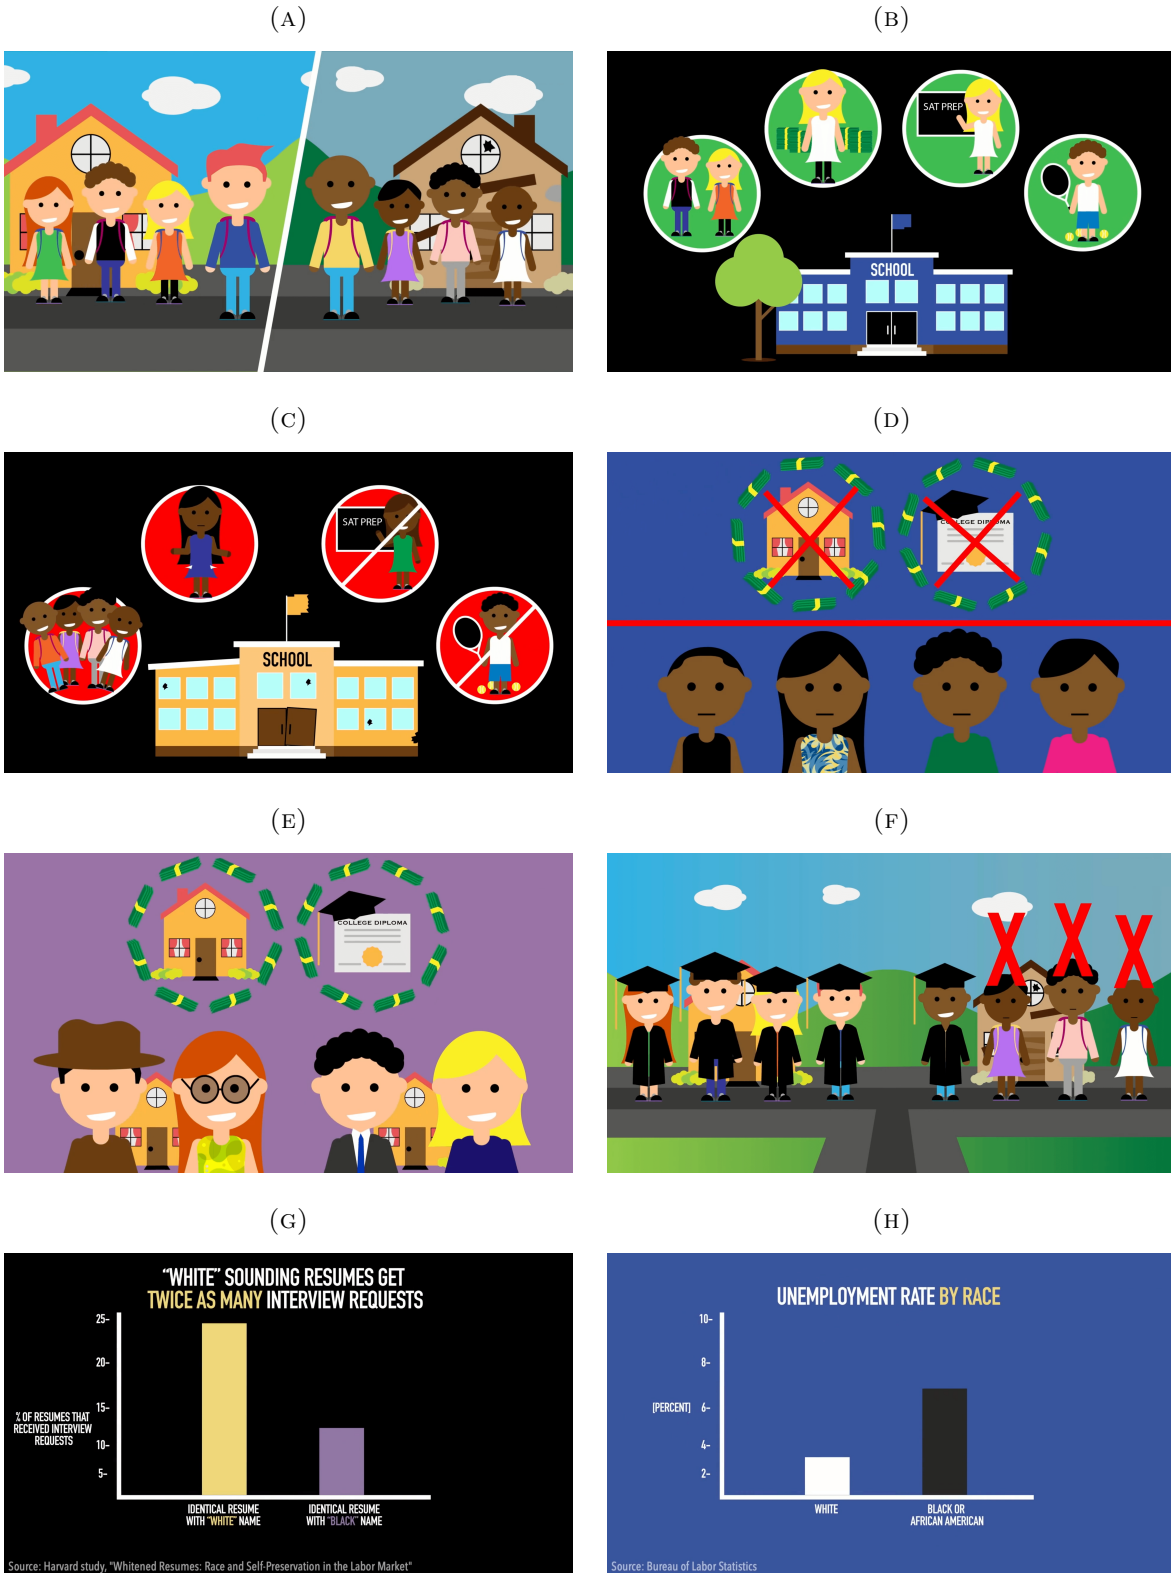 (A)
(B)
SAT PREP
SCHOOL
(C)
(D)
SAT PREP
SCHOOL
COLLEGE DIPLOMA
(E)
(F)
COLLEGE DIPLOMA
(G)
(H)
“WHITE” SOUNDING RESUMES GET
TWICE AS MANY INTERVIEW REQUESTS
25-
20-
15-
10-
5-
% OF RESUMES THAT
RECEIVED INTERVIEW
REQUESTS
IDENTICAL RESUME
WITH “WHITE” NAME
IDENTICAL RESUME
WITH “BLACK” NAME
Source: Harvard study, "Whitened Resumes: Race and Self-Preservation in the Labor Market"
UNEMPLOYMENT RATE BY RACE
10-
8-
6-
4-
2-
[PERCENT]
WHITE
BLACK OR
AFRICAN AMERICAN
Source: Bureau of Labor Statistics